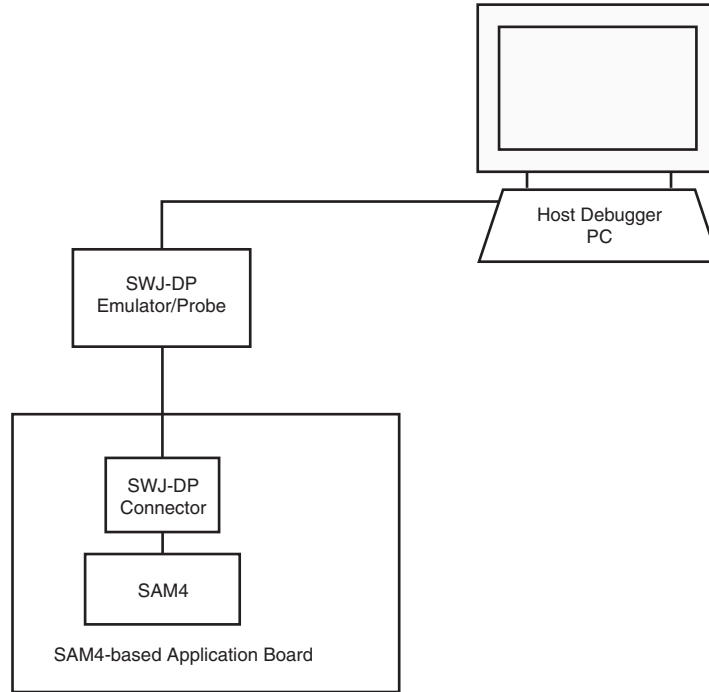 Host Debugger
PC
SWJ-DP
Emulator/Probe
SWJ-DP
Connector
SAM4
SAM4-based Application Board